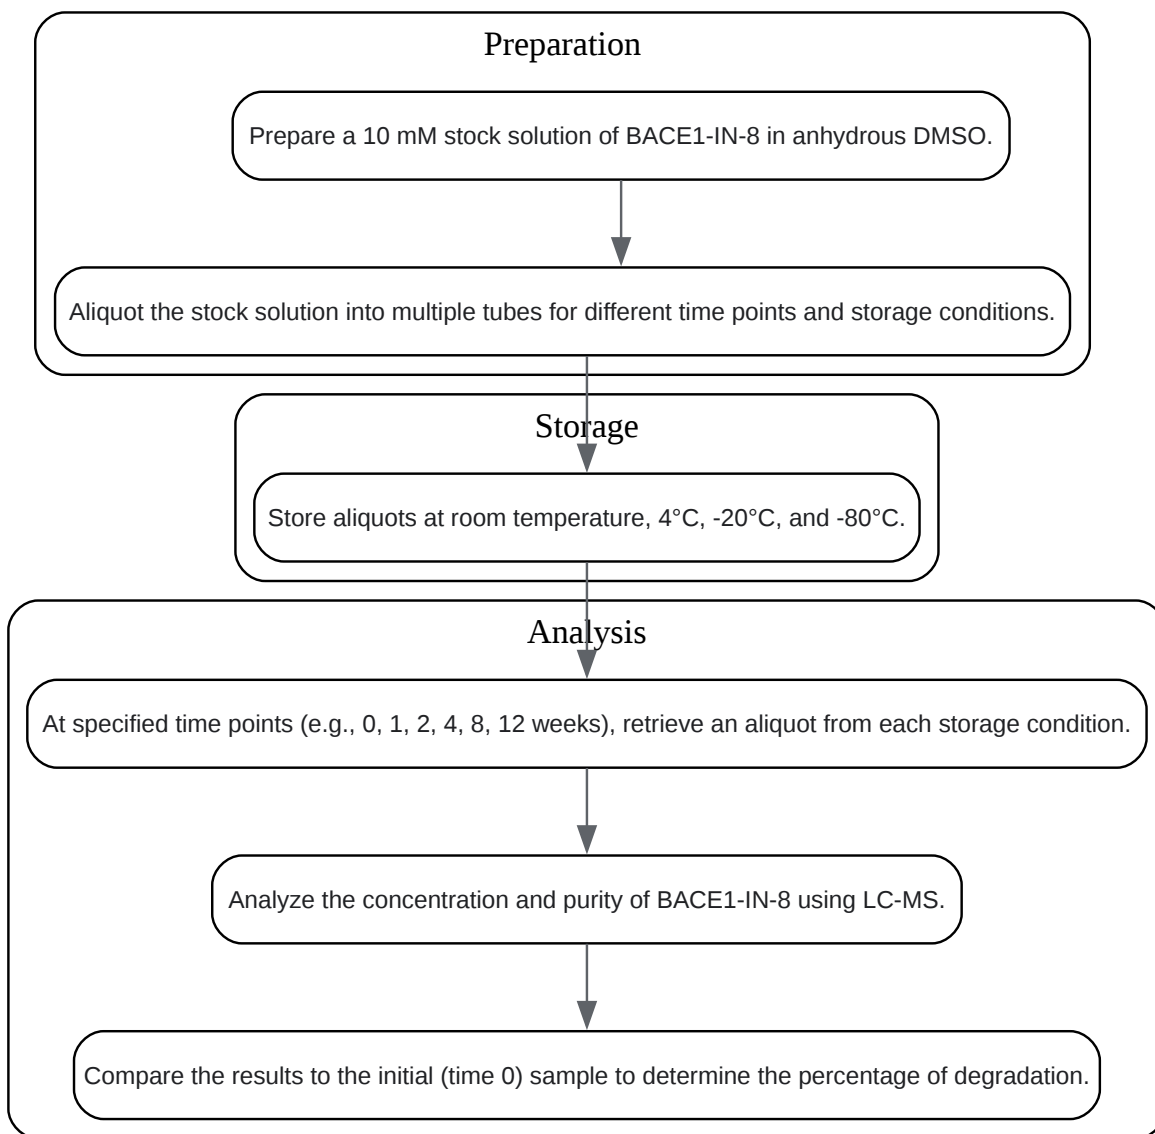 Preparation
Prepare a 10 mM stock solution of BACE1-IN-8 in anhydrous DMSO.
Aliquot the stock solution into multiple tubes for different time points and storage conditions.
Storage
Store aliquots at room temperature, 4°C, -20°C, and -80°C.
Analysis
At specified time points (e.g., 0, 1, 2, 4, 8, 12 weeks), retrieve an aliquot from each storage condition.
Analyze the concentration and purity of BACE1-IN-8 using LC-MS.
Compare the results to the initial (time 0) sample to determine the percentage of degradation.